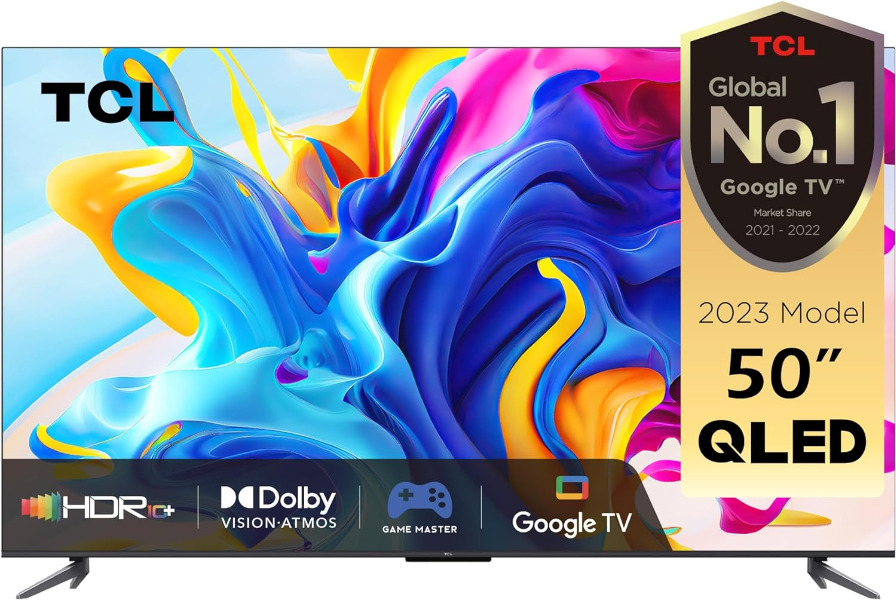 TCL
TCL
Global
No.1
Google TV™
Market Share
2021 - 2022
2023 Model
50”
QLED
HDR10+
Dolby
VISION·ATMOS
GAME MASTER
Google TV
TCL